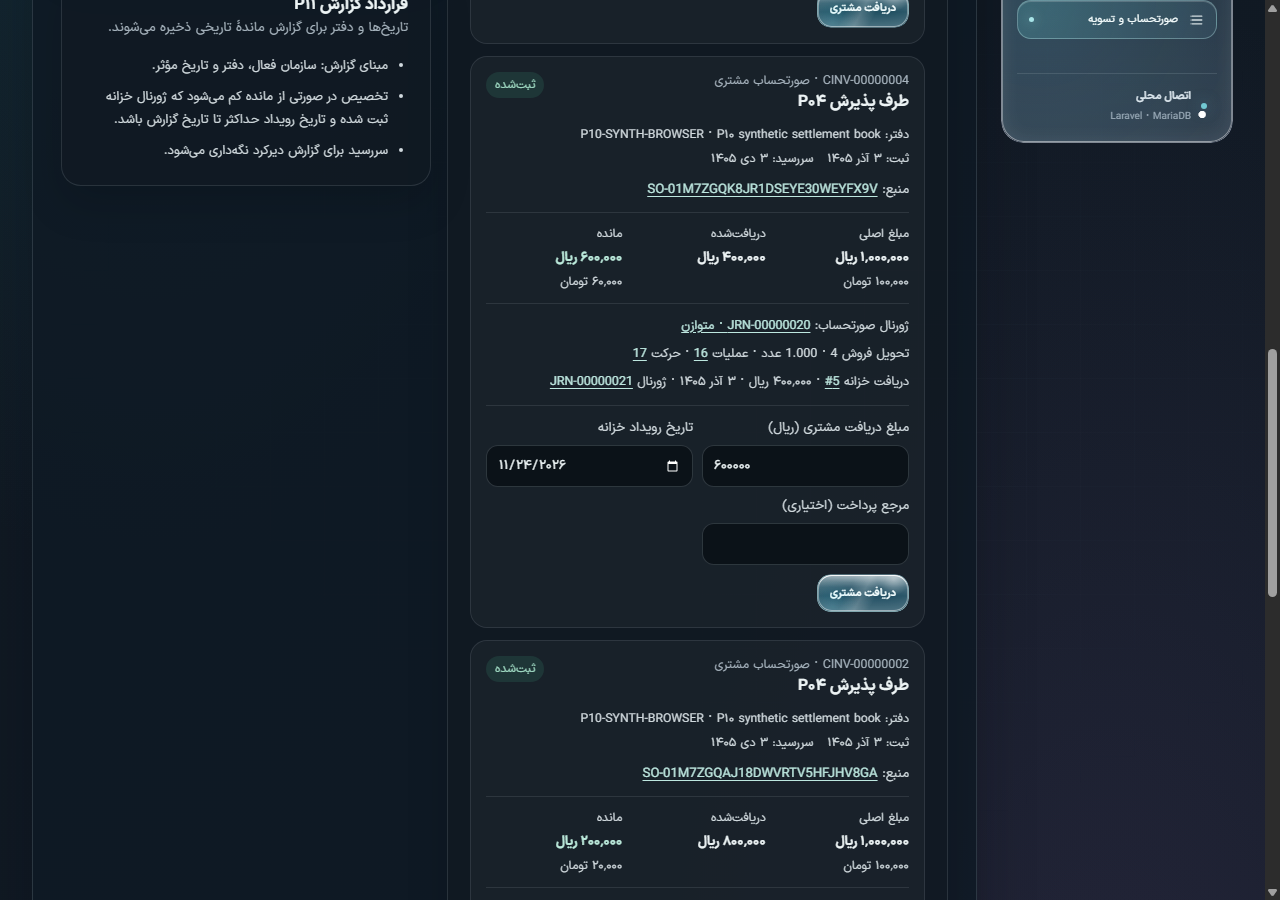 صورتحساب و تسویه
اتصال محلی
Laravel · MariaDB
دریافت مشتری
CINV-00000004 · صورتحساب مشتری
ثبت‌شده
طرف پذیرش P۰۴
دفتر: P10-SYNTH-BROWSER · P۱۰ synthetic settlement book
ثبت: ۳ آذر ۱۴۰۵ سررسید: ۳ دی ۱۴۰۵
منبع: SO-01M7ZGQK8JR1DSEYE30WEYFX9V
مبلغ اصلی دریافت‌شده مانده
۱٬۰۰۰٬۰۰۰ ریال ۴۰۰٬۰۰۰ ریال ۶۰۰٬۰۰۰ ریال
۱۰۰٬۰۰۰ تومان ۶۰٬۰۰۰ تومان
ژورنال صورتحساب: JRN-00000020 · متوازن
تحویل فروش 4 · 1.000 عدد · عملیات 16 · حرکت 17
دریافت خزانه #5 · ۴۰۰٬۰۰۰ ریال · ۳ آذر ۱۴۰۵ · ژورنال JRN-00000021
مبلغ دریافت مشتری (ریال) تاریخ رویداد خزانه
۶۰۰۰۰۰ ۱۱/۲۴/۲۰۲۶
مرجع پرداخت (اختیاری)
دریافت مشتری
CINV-00000002 · صورتحساب مشتری
ثبت‌شده
طرف پذیرش P۰۴
دفتر: P10-SYNTH-BROWSER · P۱۰ synthetic settlement book
ثبت: ۳ آذر ۱۴۰۵ سررسید: ۳ دی ۱۴۰۵
منبع: SO-01M7ZGQAJ18DWVRTV5HFJHV8GA
مبلغ اصلی دریافت‌شده مانده
۱٬۰۰۰٬۰۰۰ ریال ۸۰۰٬۰۰۰ ریال ۲۰۰٬۰۰۰ ریال
۱۰۰٬۰۰۰ تومان ۲۰٬۰۰۰ تومان
قرارداد گزارش P۱۱
تاریخ‌ها و دفتر برای گزارش ماندهٔ تاریخی ذخیره می‌شوند.
• مبنای گزارش: سازمان فعال، دفتر و تاریخ مؤثر.
• تخصیص در صورتی از مانده کم می‌شود که ژورنال خزانه
ثبت شده و تاریخ رویداد حداکثر تا تاریخ گزارش باشد.
• سررسید برای گزارش دیرکرد نگه‌داری می‌شود.